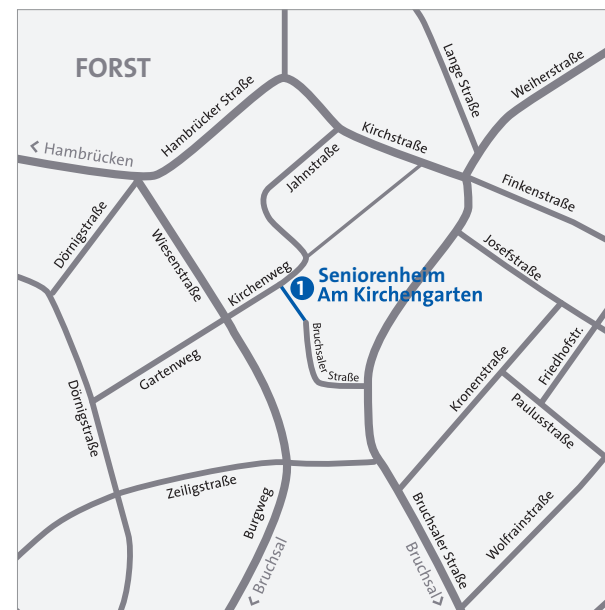 FORST
Lange Straße
Weiherstraße
Hambrücker Straße
Kirchstraße
Hambrücken
Jahnstraße
Finkenstraße
Dörnigstraße
Wiesenstraße
Josefstraße
Kirchenweg
1 Seniorenheim
Am Kirchengarten
Bruchsaler Straße
Gartenweg
Kronenstraße
Friedhofstr.
Dörnigstraße
Paulusstraße
Zeiligstraße
Burgweg
Bruchsaler Straße
Wolfrainstraße
Bruchsal
Bruchsal